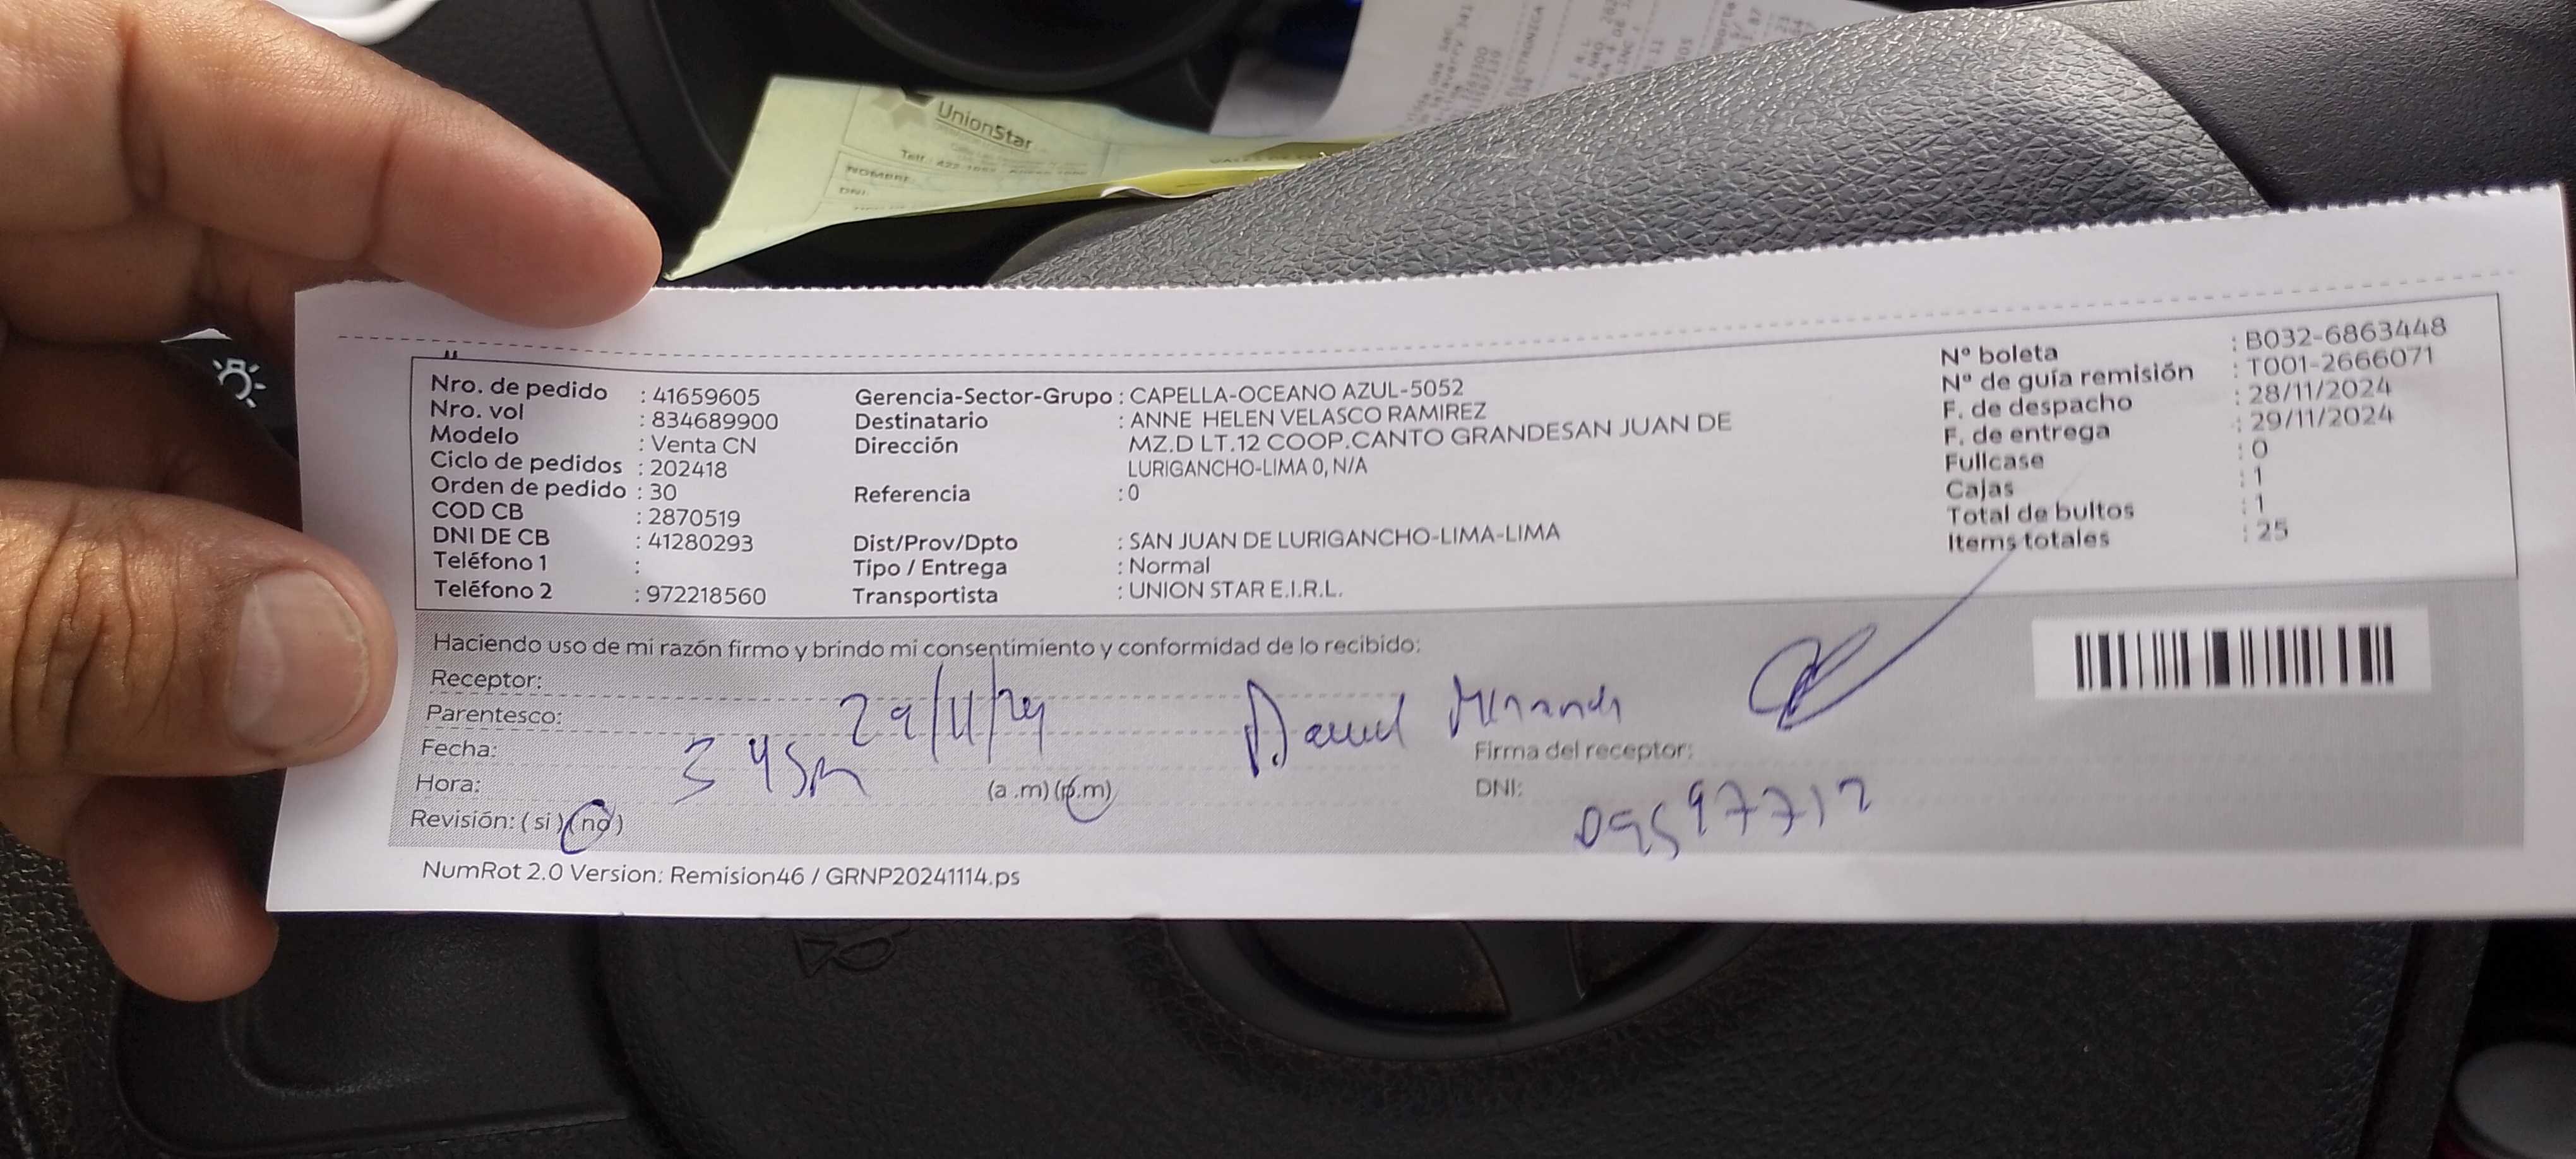 UnionStar
NOMBRE:
DNI:
Nro. de pedido : 41659605
Nro. vol : 834689900
Modelo : Venta CN
Ciclo de pedidos : 202418
Orden de pedido : 30
COD CB : 2870519
DNI DE CB : 41280293
Teléfono 1 :
Teléfono 2 : 972218560
Gerencia-Sector-Grupo : CAPELLA-OCEANO AZUL-5052
Destinatario : ANNE HELEN VELASCO RAMIREZ
Dirección MZ.D LT.12 COOP.CANTO GRANDESAN JUAN DE
LURIGANCHO-LIMA 0, N/A
Referencia : 0
Dist/Prov/Dpto : SAN JUAN DE LURIGANCHO-LIMA-LIMA
Tipo / Entrega : Normal
Transportista : UNION STAR E.I.R.L.
N° boleta : B032-6863448
N° de guía remisión : T001-2666071
F. de despacho : 28/11/2024
F. de entrega : 29/11/2024
Fullcase : 0
Cajas : 1
Total de bultos : 1
Items totales : 25
Haciendo uso de mi razón firmo y brindo mi consentimiento y conformidad de lo recibido:
Receptor:
Parentesco:
Fecha: 29/11/24
Hora: 3 45 (a .m) (p.m)
Revisión: ( si ) ( no )
Firma del receptor:
DNI: 09597712
NumRot 2.0 Version: Remision46 / GRNP20241114.ps